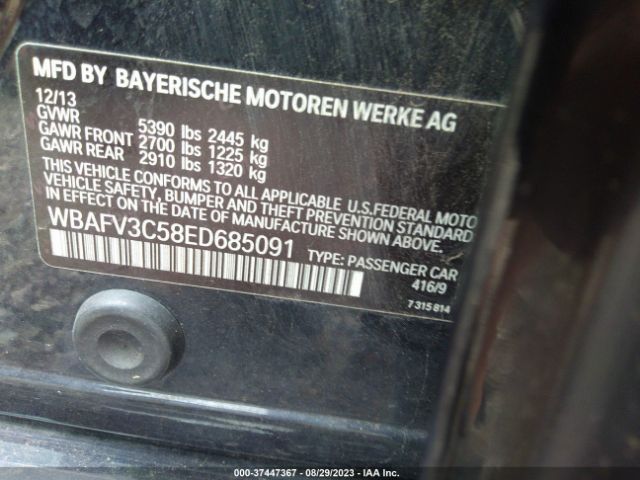 MFD BY BAYERISCHE MOTOREN WERKE AG
12/13
GVWR 5390 lbs 2445 kg
GAWR FRONT 2700 lbs 1225 kg
GAWR REAR 2910 lbs 1320 kg
THIS VEHICLE CONFORMS TO ALL APPLICABLE U.S.FEDERAL MOTO
VEHICLE SAFETY, BUMPER AND THEFT PREVENTION STANDARD
IN EFFECT ON THE DATE OF MANUFACTURE SHOWN ABOVE.
WBAFV3C58ED685091 TYPE: PASSENGER CAR
416/9
7 315 814
000-37447367 - 08/29/2023 - IAA Inc.